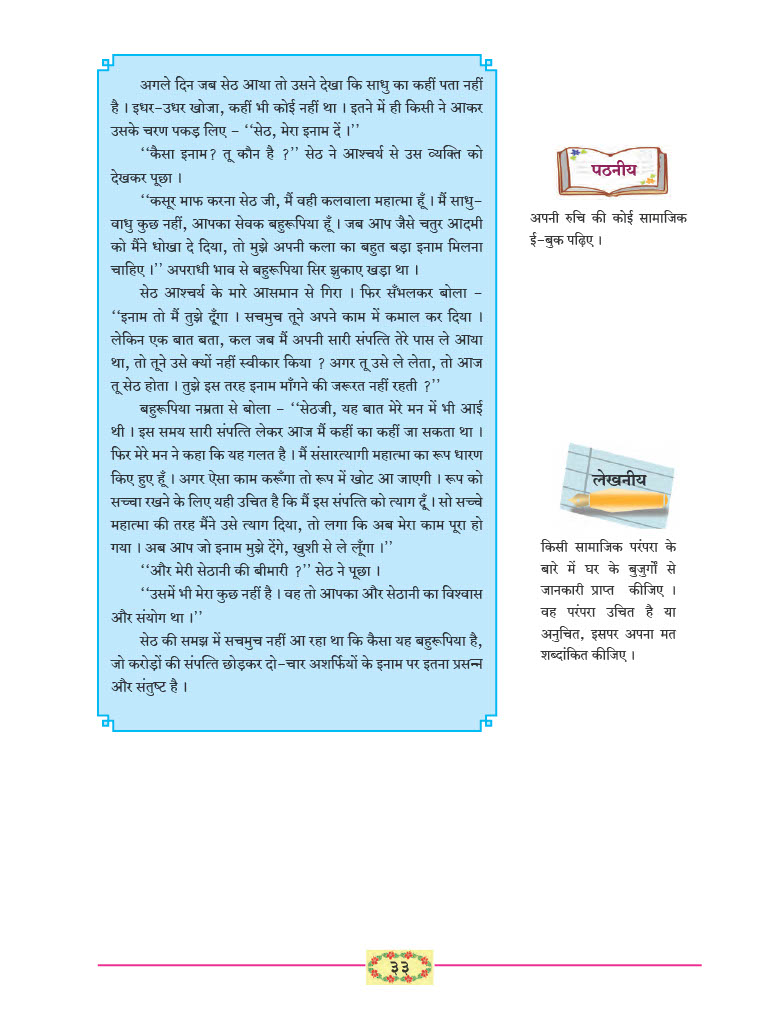 अगले दिन जब सेठ आया तो उसने देखा कि साधु का कहीं पता नहीं
है । इधर-उधर खोजा, कहीं भी कोई नहीं था । इतने में ही किसी ने आकर
उसके चरण पकड़ लिए - ‘‘सेठ, मेरा इनाम दें ।’’
‘‘कैसा इनाम? तू कौन है ?’’ सेठ ने आश्चर्य से उस व्यक्ति को
देखकर पूछा ।
‘‘कसूर माफ करना सेठ जी, मैं वही कलवाला महात्मा हूँ । मैं साधु-
वाधु कुछ नहीं, आपका सेवक बहुरूपिया हूँ । जब आप जैसे चतुर आदमी
को मैंने धोखा दे दिया, तो मुझे अपनी कला का बहुत बड़ा इनाम मिलना
चाहिए ।’’ अपराधी भाव से बहुरूपिया सिर झुकाए खड़ा था ।
सेठ आश्चर्य के मारे आसमान से गिरा । फिर सँभलकर बोला -
‘‘इनाम तो मैं तुझे दूँगा । सचमुच तूने अपने काम में कमाल कर दिया ।
लेकिन एक बात बता, कल जब मैं अपनी सारी संपत्ति तेरे पास ले आया
था, तो तूने उसे क्यों नहीं स्वीकार किया ? अगर तू उसे ले लेता, तो आज
तू सेठ होता । तुझे इस तरह इनाम माँगने की जरूरत नहीं रहती ?’’
बहुरूपिया नम्रता से बोला - ‘‘सेठजी, यह बात मेरे मन में भी आई
थी । इस समय सारी संपत्ति लेकर आज मैं कहीं का कहीं जा सकता था ।
फिर मेरे मन ने कहा कि यह गलत है । मैं संसारत्यागी महात्मा का रूप धारण
किए हुए हूँ । अगर ऐसा काम करूँगा तो रूप में खोट आ जाएगी । रूप को
सच्चा रखने के लिए यही उचित है कि मैं इस संपत्ति को त्याग दूँ । सो सच्चे
महात्मा की तरह मैंने उसे त्याग दिया, तो लगा कि अब मेरा काम पूरा हो
गया । अब आप जो इनाम मुझे देंगे, खुशी से ले लूँगा ।’’
‘‘और मेरी सेठानी की बीमारी ?’’ सेठ ने पूछा ।
‘‘उसमें भी मेरा कुछ नहीं है । वह तो आपका और सेठानी का विश्वास
और संयोग था ।’’
सेठ की समझ में सचमुच नहीं आ रहा था कि कैसा यह बहुरूपिया है,
जो करोड़ों की संपत्ति छोड़कर दो-चार अशर्फियों के इनाम पर इतना प्रसन्न
और संतुष्ट है ।
पठनीय
अपनी रुचि की कोई सामाजिक
ई-बुक पढ़िए ।
लेखनीय
किसी सामाजिक परंपरा के
बारे में घर के बुजुर्गों से
जानकारी प्राप्त कीजिए ।
वह परंपरा उचित है या
अनुचित, इसपर अपना मत
शब्दांकित कीजिए ।
३३